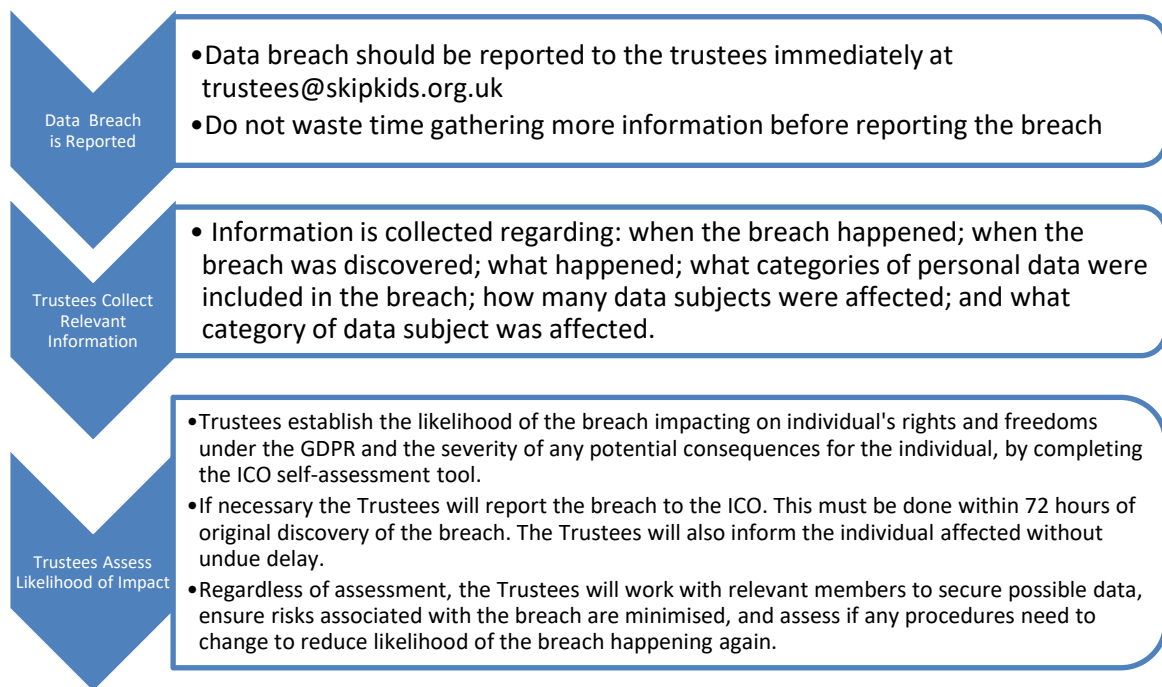 Data Breach
is Reported
•Data breach should be reported to the trustees immediately at
trustees@skipkids.org.uk
•Do not waste time gathering more information before reporting the breach
Trustees Collect
Relevant
Information
• Information is collected regarding: when the breach happened; when the
breach was discovered; what happened; what categories of personal data were
included in the breach; how many data subjects were affected; and what
category of data subject was affected.
Trustees Assess
Likelihood of Impact
•Trustees establish the likelihood of the breach impacting on individual's rights and freedoms
under the GDPR and the severity of any potential consequences for the individual, by completing
the ICO self-assessment tool.
•If necessary the Trustees will report the breach to the ICO. This must be done within 72 hours of
original discovery of the breach. The Trustees will also inform the individual affected without
undue delay.
•Regardless of assessment, the Trustees will work with relevant members to secure possible data,
ensure risks associated with the breach are minimised, and assess if any procedures need to
change to reduce likelihood of the breach happening again.